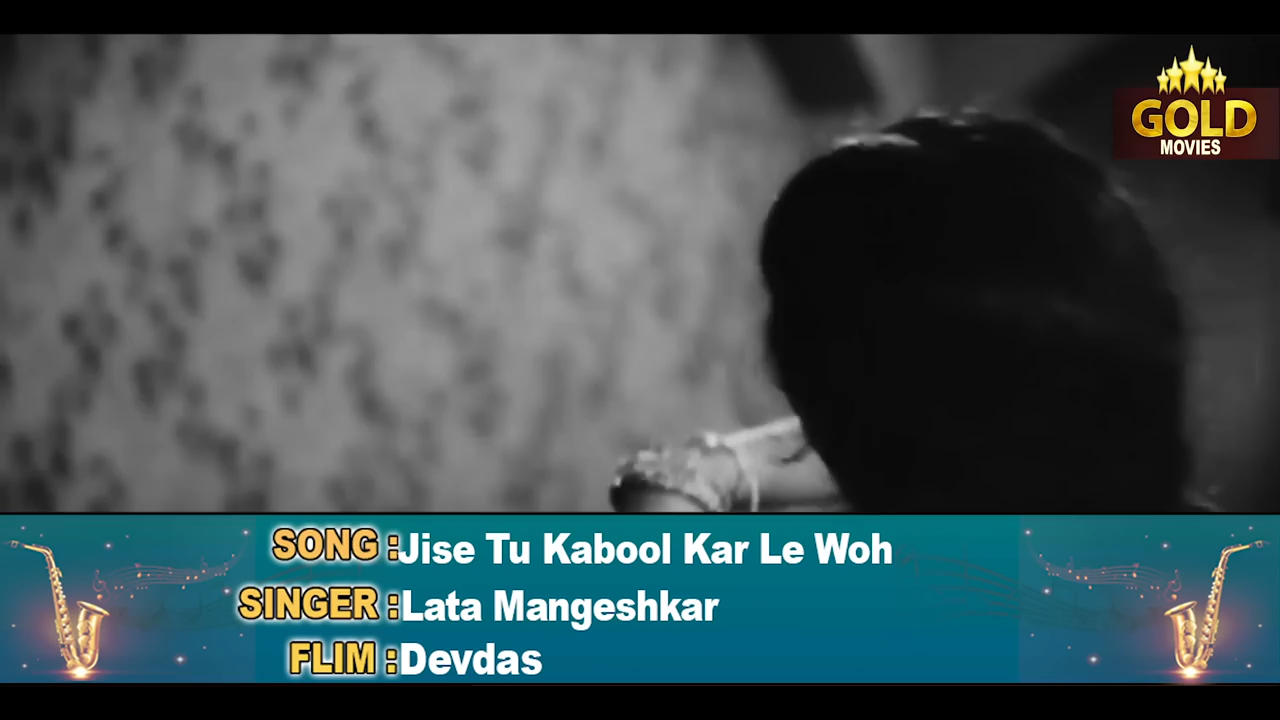 GOLD
MOVIES
SONG :Jise Tu Kabool Kar Le Woh
SINGER :Lata Mangeshkar
FLIM :Devdas